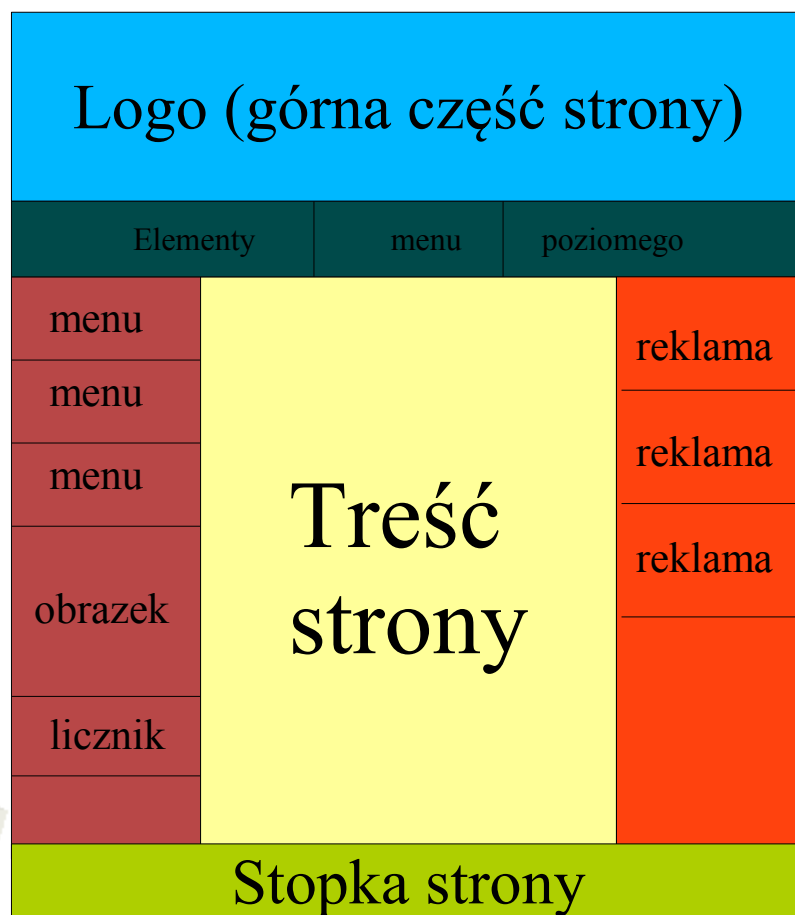 Logo (górna część strony)
Elementy menu poziomego
menu
menu
menu
obrazek
licznik
Treść
strony
reklama
reklama
reklama
Stopka strony